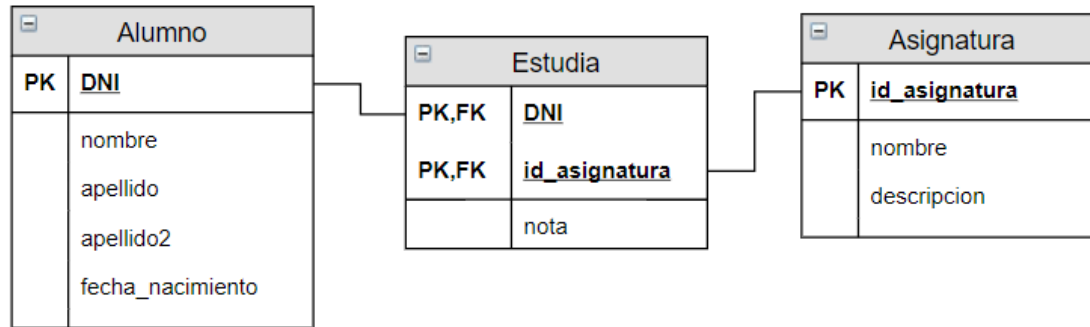 Alumno
PK DNI
nombre
apellido
apellido2
fecha_nacimiento
Estudia
PK,FK DNI
PK,FK id_asignatura
nota
Asignatura
PK id_asignatura
nombre
descripcion